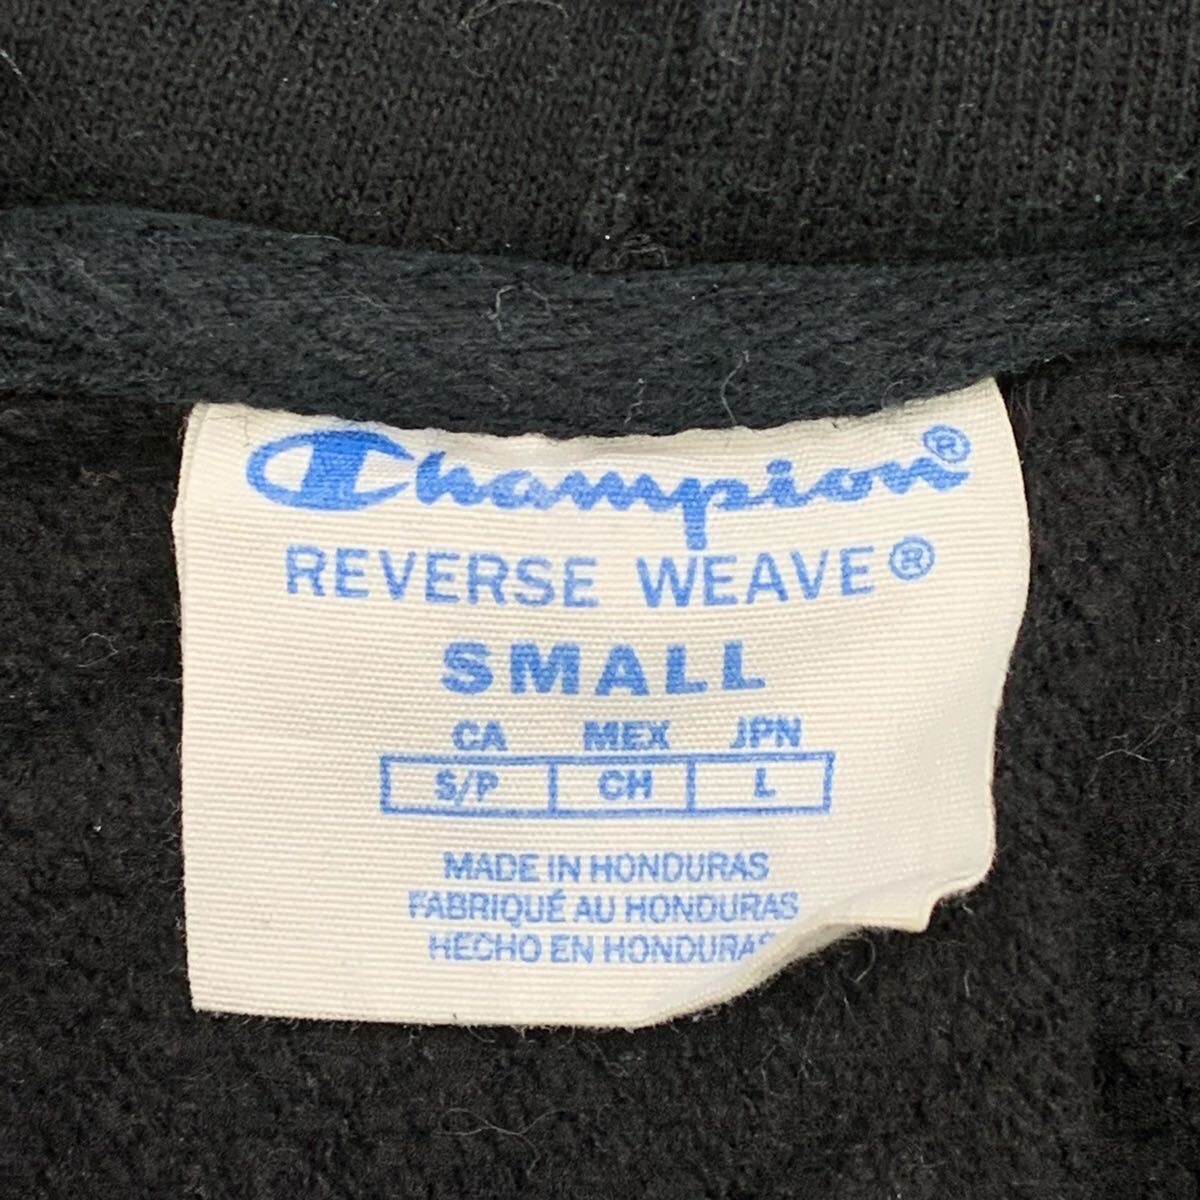 Champion®
REVERSE WEAVE®
SMALL
CA MEX JPN
S/P CH L
MADE IN HONDURAS
FABRIQUÉ AU HONDURAS
HECHO EN HONDURAS